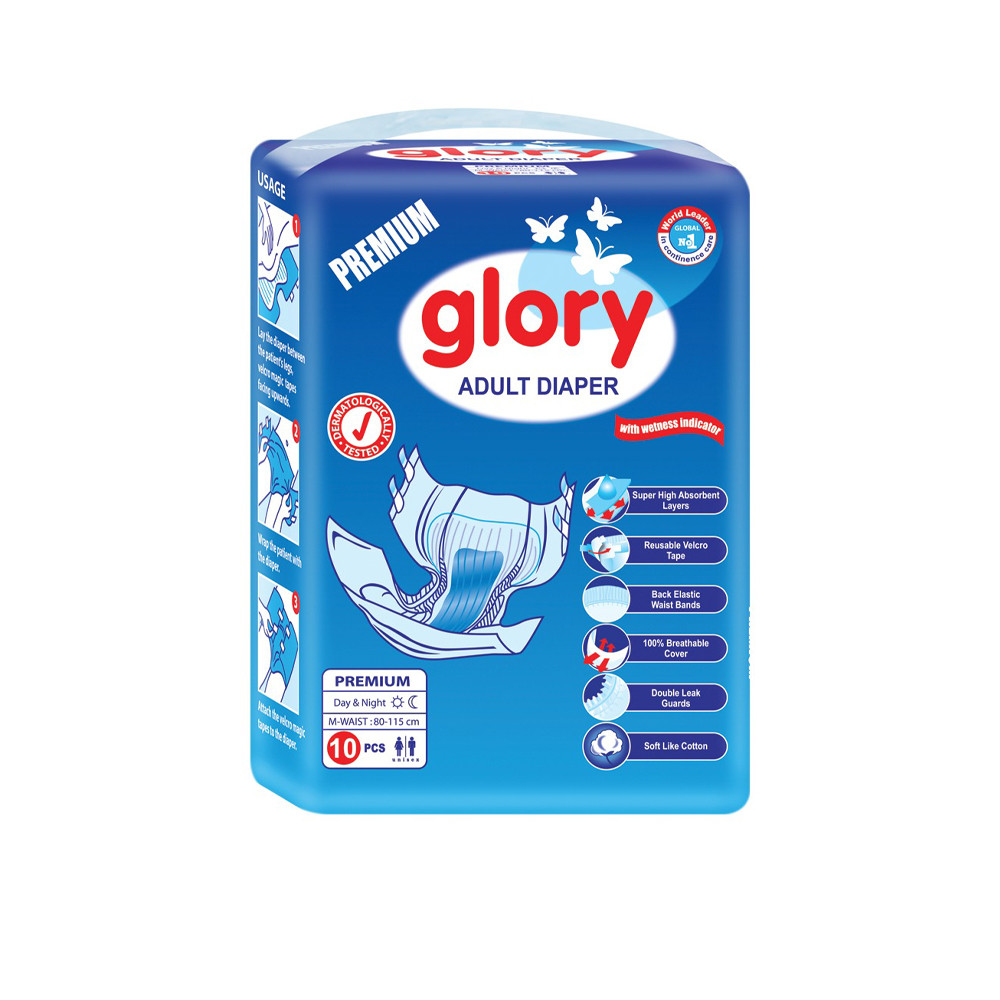 glory
ADULT DIAPER
PREMIUM
USAGE
1
Lay the diaper between
the patient's legs,
velcro magic tapes
facing upwards.
2
Wrap the patient with
the diaper.
3
Attach the velcro magic
tapes to the diaper.
PREMIUM
World Leader
GLOBAL
No1
in continence care
glory
ADULT DIAPER
with wetness indicator
DERMATOLOGICALLY
TESTED
Super High Absorbent
Layers
Reusable Velcro
Tape
Back Elastic
Waist Bands
100% Breathable
Cover
Double Leak
Guards
Soft Like Cotton
PREMIUM
Day & Night
M-WAIST : 80-115 cm
10 PCS
unisex